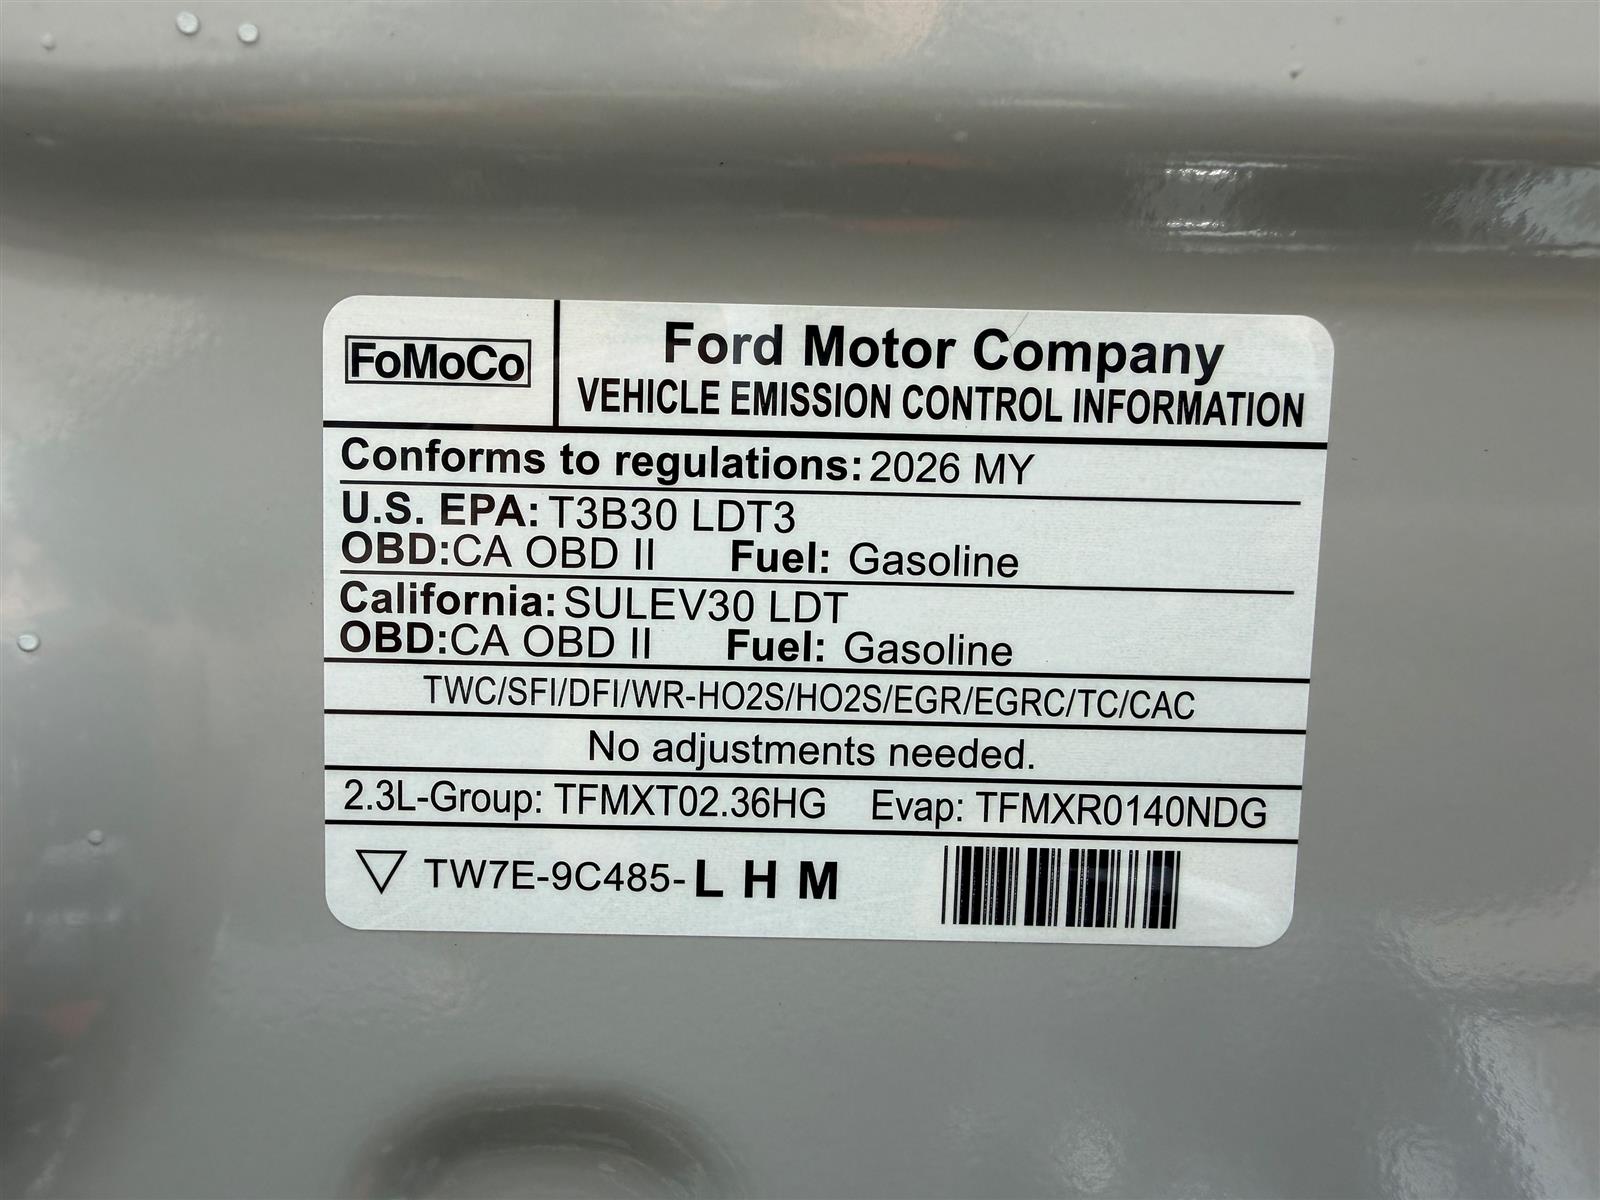 FoMoCo
Ford Motor Company
VEHICLE EMISSION CONTROL INFORMATION
Conforms to regulations: 2026 MY
U.S. EPA: T3B30 LDT3
OBD:CA OBD II Fuel: Gasoline
California: SULEV30 LDT
OBD:CA OBD II Fuel: Gasoline
TWC/SFI/DFI/WR-HO2S/HO2S/EGR/EGRC/TC/CAC
No adjustments needed.
2.3L-Group: TFMXT02.36HG Evap: TFMXR0140NDG
TW7E-9C485-L H M